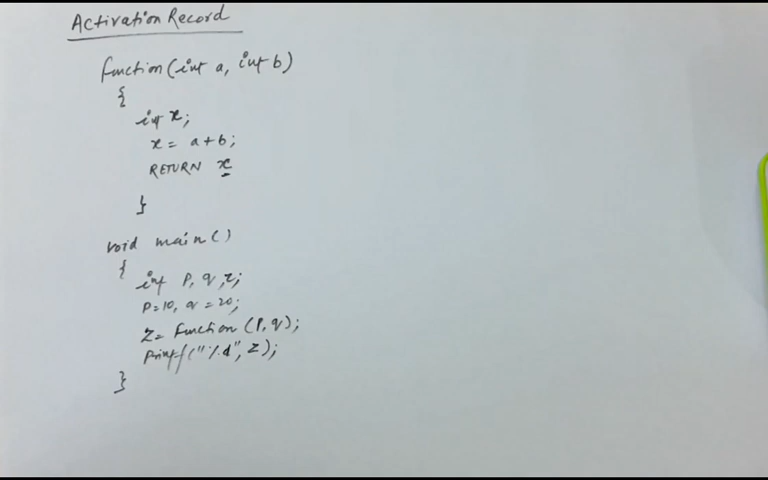 Activation Record
function(int a, int b)
{
int x;
x = a+b;
RETURN x
}
void main()
{
int P, q, z;
P=10, q=20;
Z= Function (P,q);
Printf("%d", Z);
}